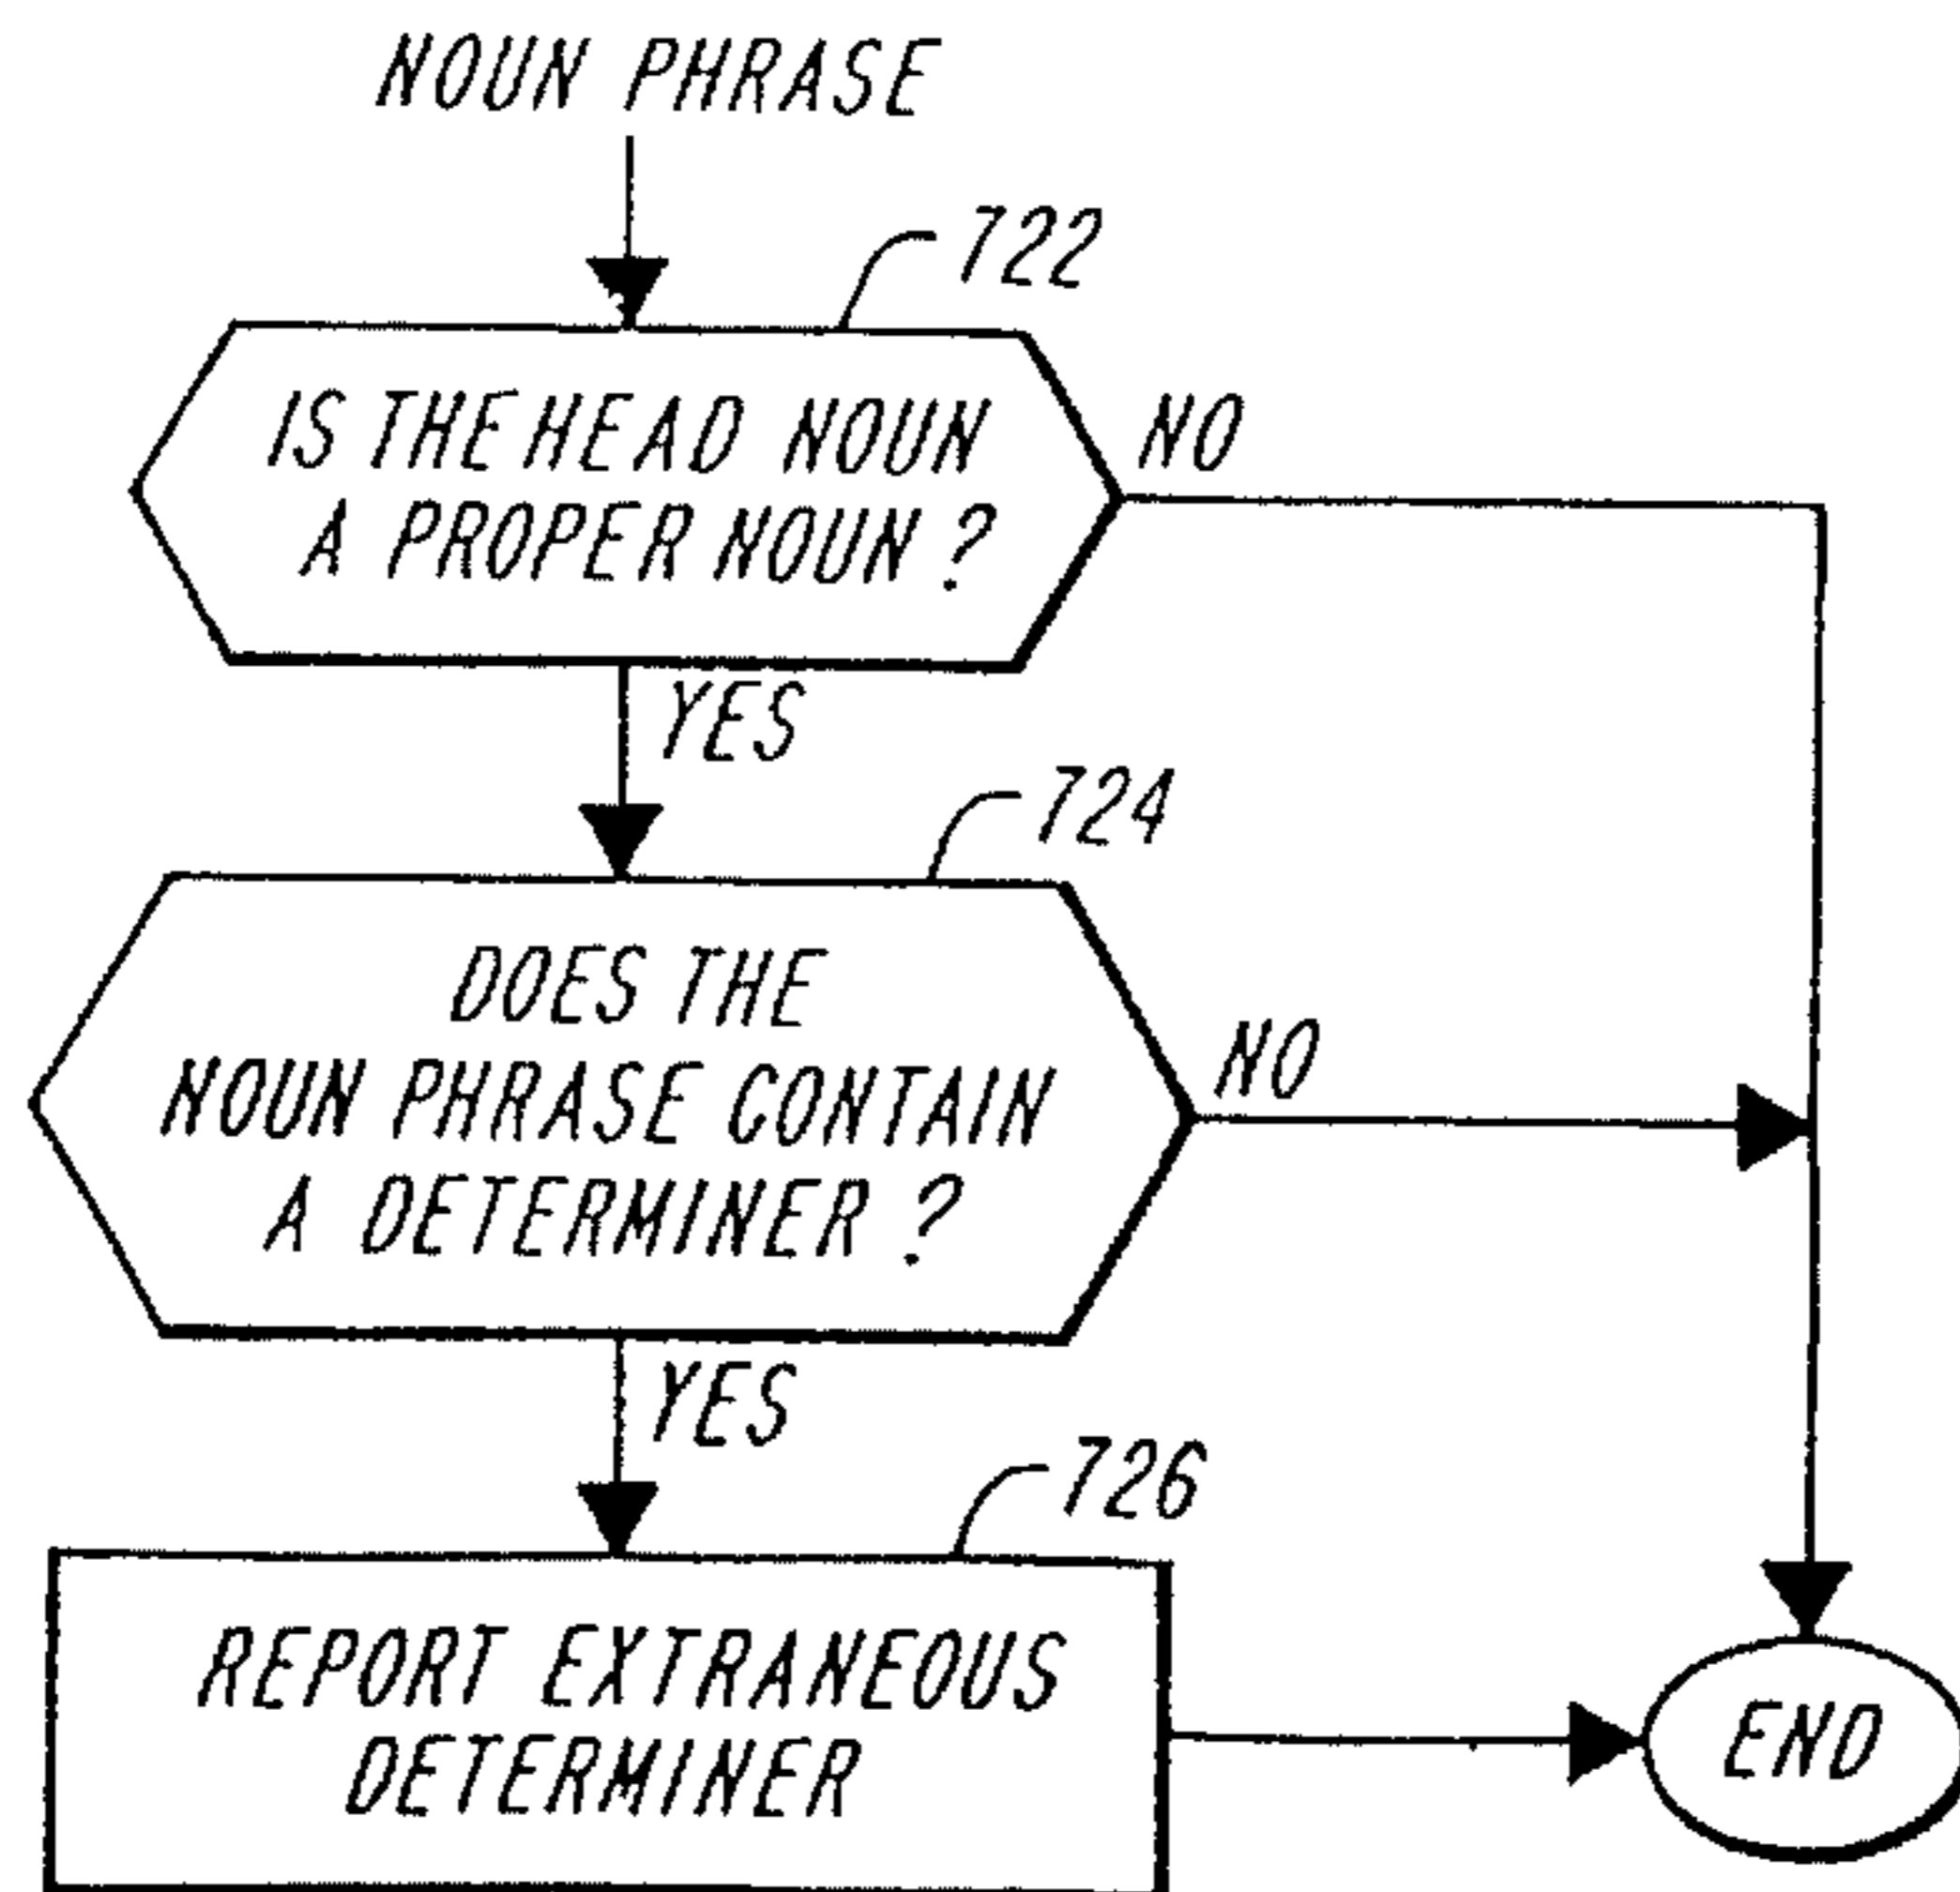 NOUN PHRASE
722
IS THE HEAD NOUN
A PROPER NOUN ?
NO
YES
724
DOES THE
NOUN PHRASE CONTAIN
A DETERMINER ?
NO
YES
726
REPORT EXTRANEOUS
DETERMINER
END